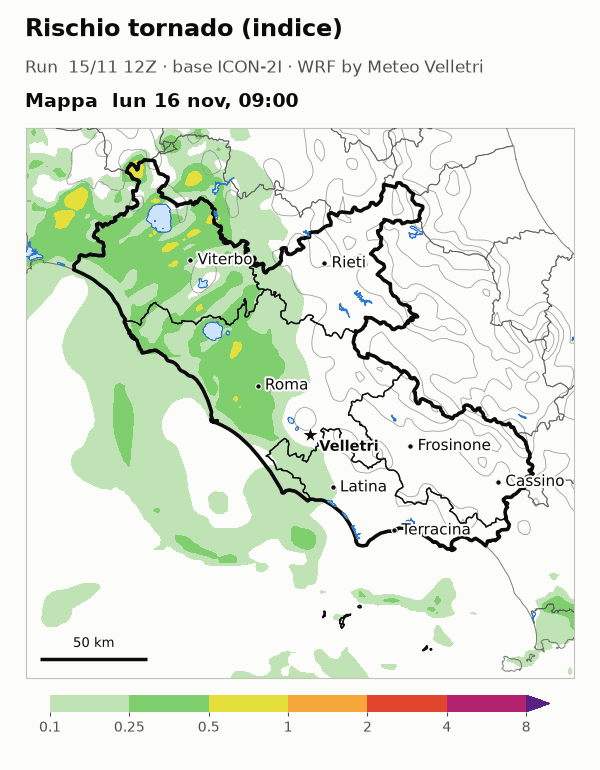 Rischio tornado (indice)
Run 15/11 12Z · base ICON-2I · WRF by Meteo Velletri
Mappa lun 16 nov, 09:00
Viterbo
Rieti
Roma
Velletri
Frosinone
Latina
Cassino
Terracina
50 km
0.1 0.25 0.5 1 2 4 8